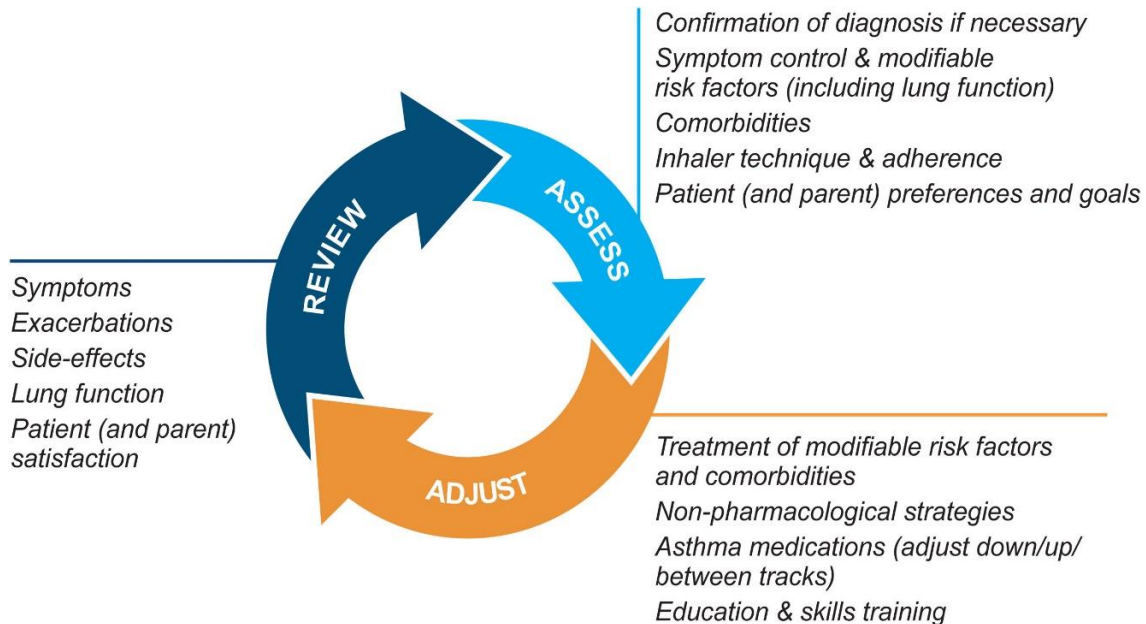 Confirmation of diagnosis if necessary
Symptom control & modifiable
risk factors (including lung function)
Comorbidities
Inhaler technique & adherence
Patient (and parent) preferences and goals
ASSESS
REVIEW
Symptoms
Exacerbations
Side-effects
Lung function
Patient (and parent)
satisfaction
ADJUST
Treatment of modifiable risk factors
and comorbidities
Non-pharmacological strategies
Asthma medications (adjust down/up/
between tracks)
Education & skills training